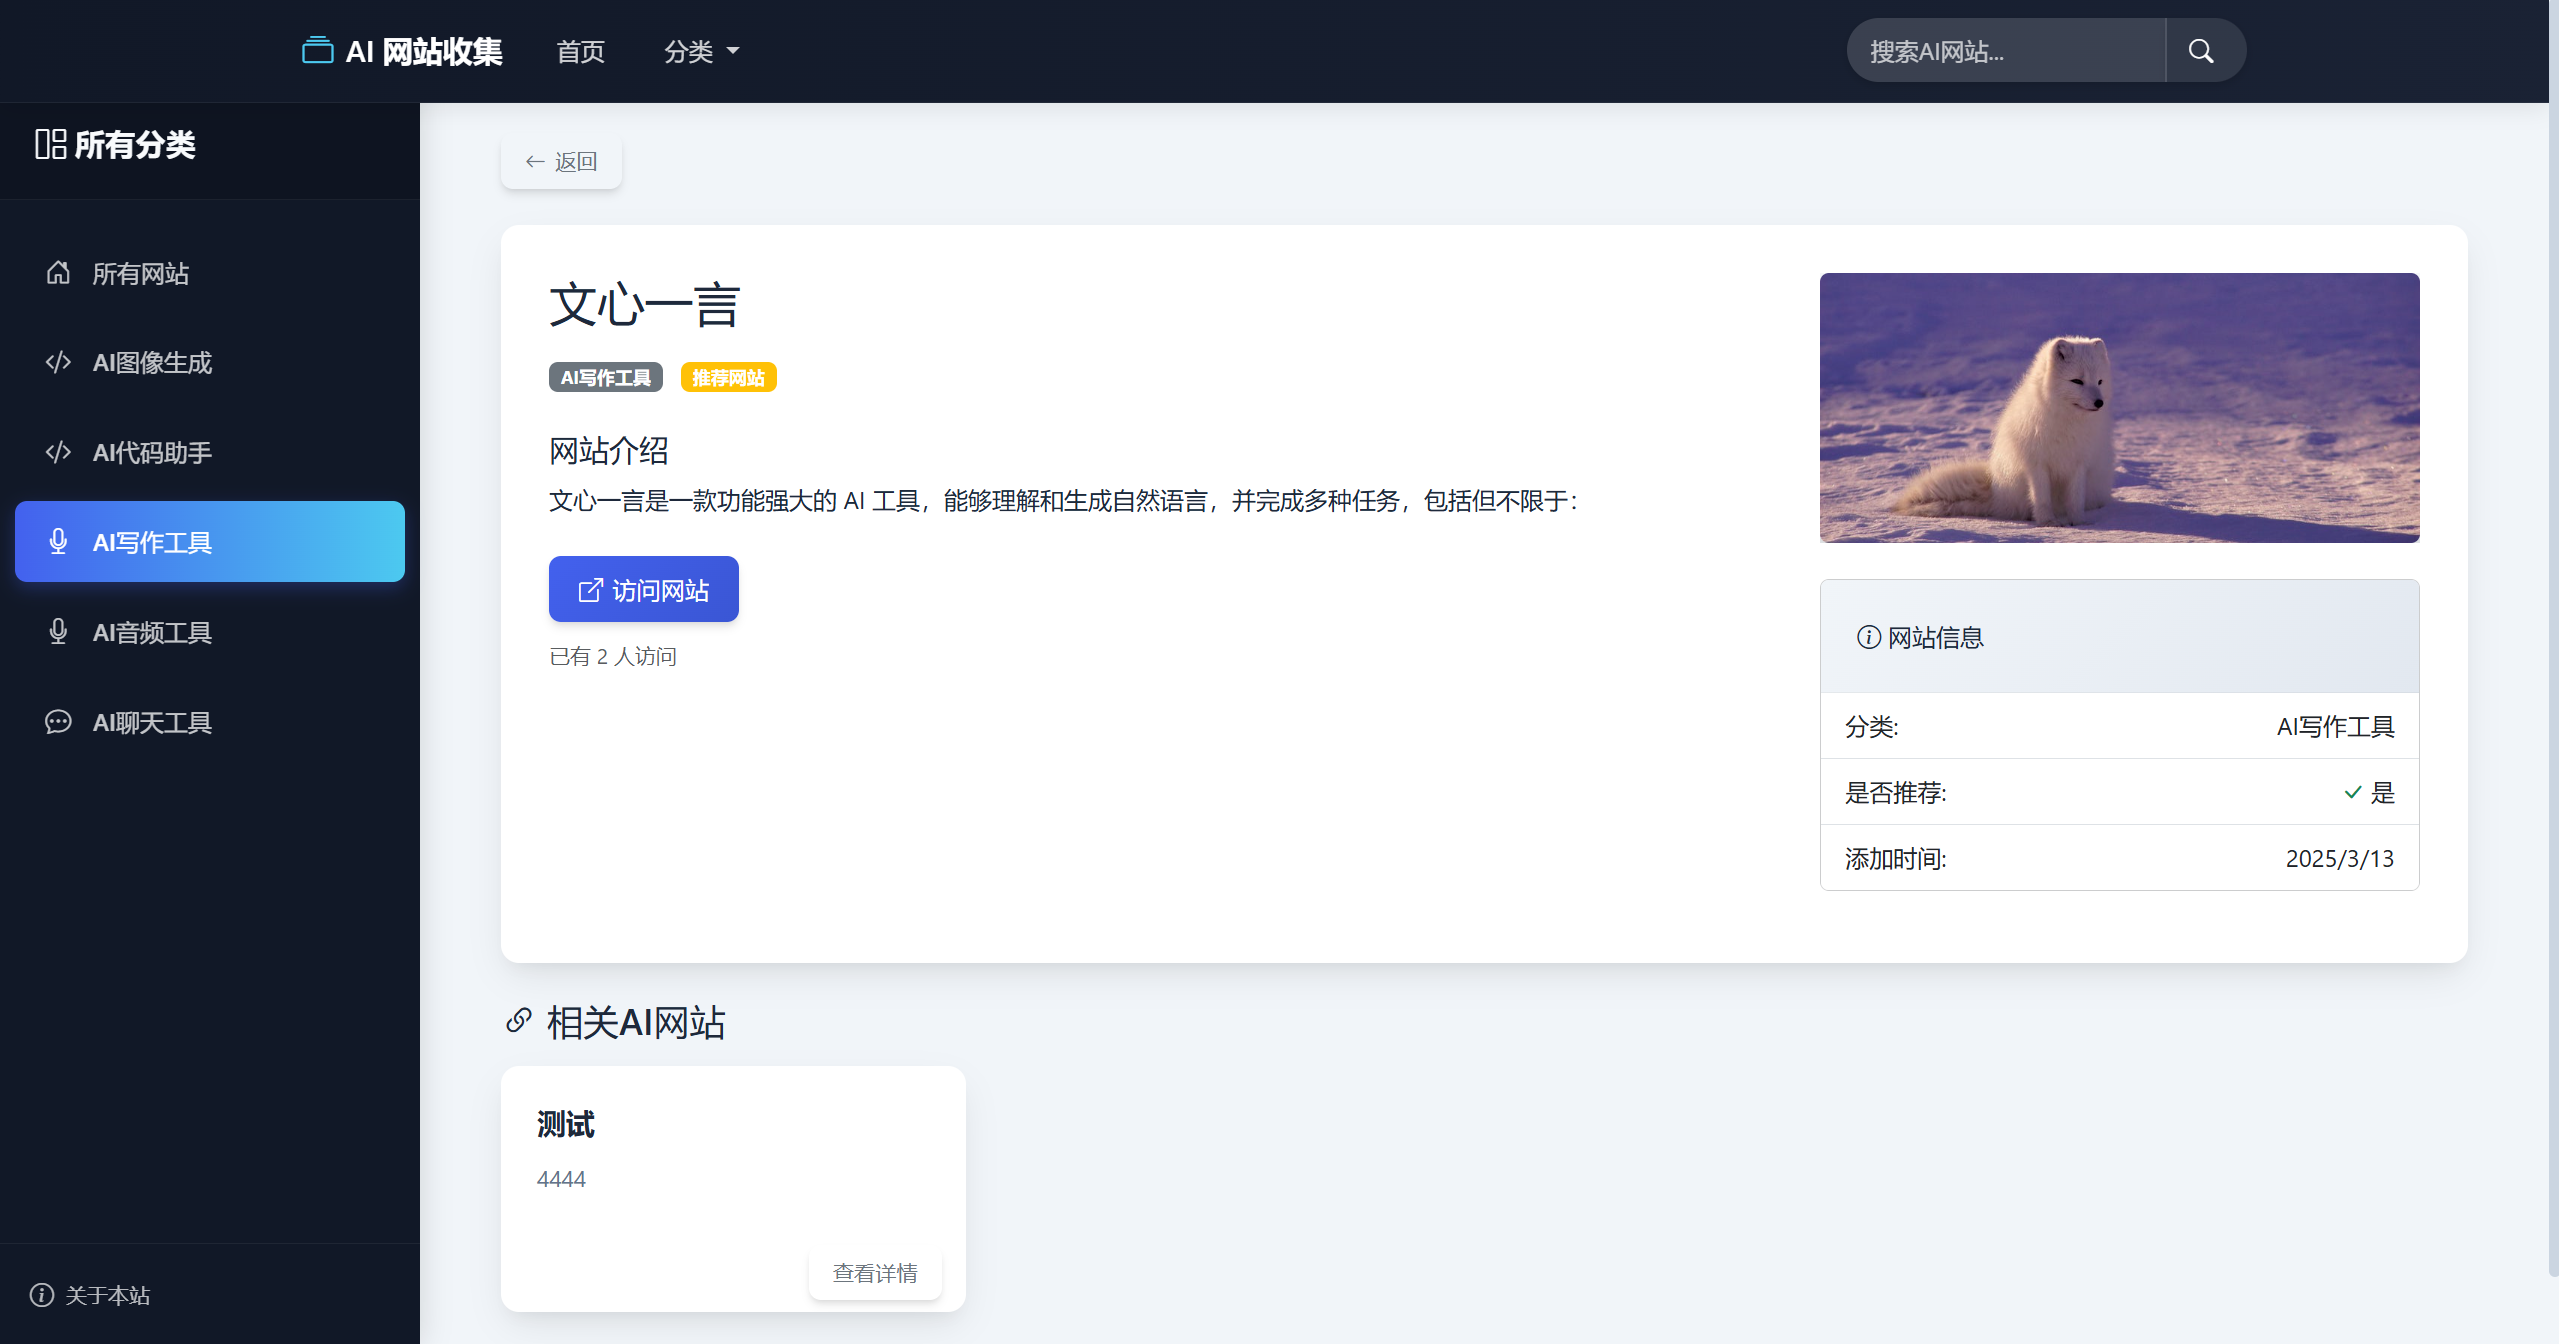 AI 网站收集
首页
分类
搜索AI网站...
所有分类
所有网站
AI图像生成
AI代码助手
AI写作工具
AI音频工具
AI聊天工具
关于本站
返回
文心一言
AI写作工具
推荐网站
网站介绍
文心一言是一款功能强大的 AI 工具，能够理解和生成自然语言，并完成多种任务，包括但不限于：
访问网站
已有 2 人访问
网站信息
分类: AI写作工具
是否推荐: 是
添加时间: 2025/3/13
相关AI网站
测试
4444
查看详情